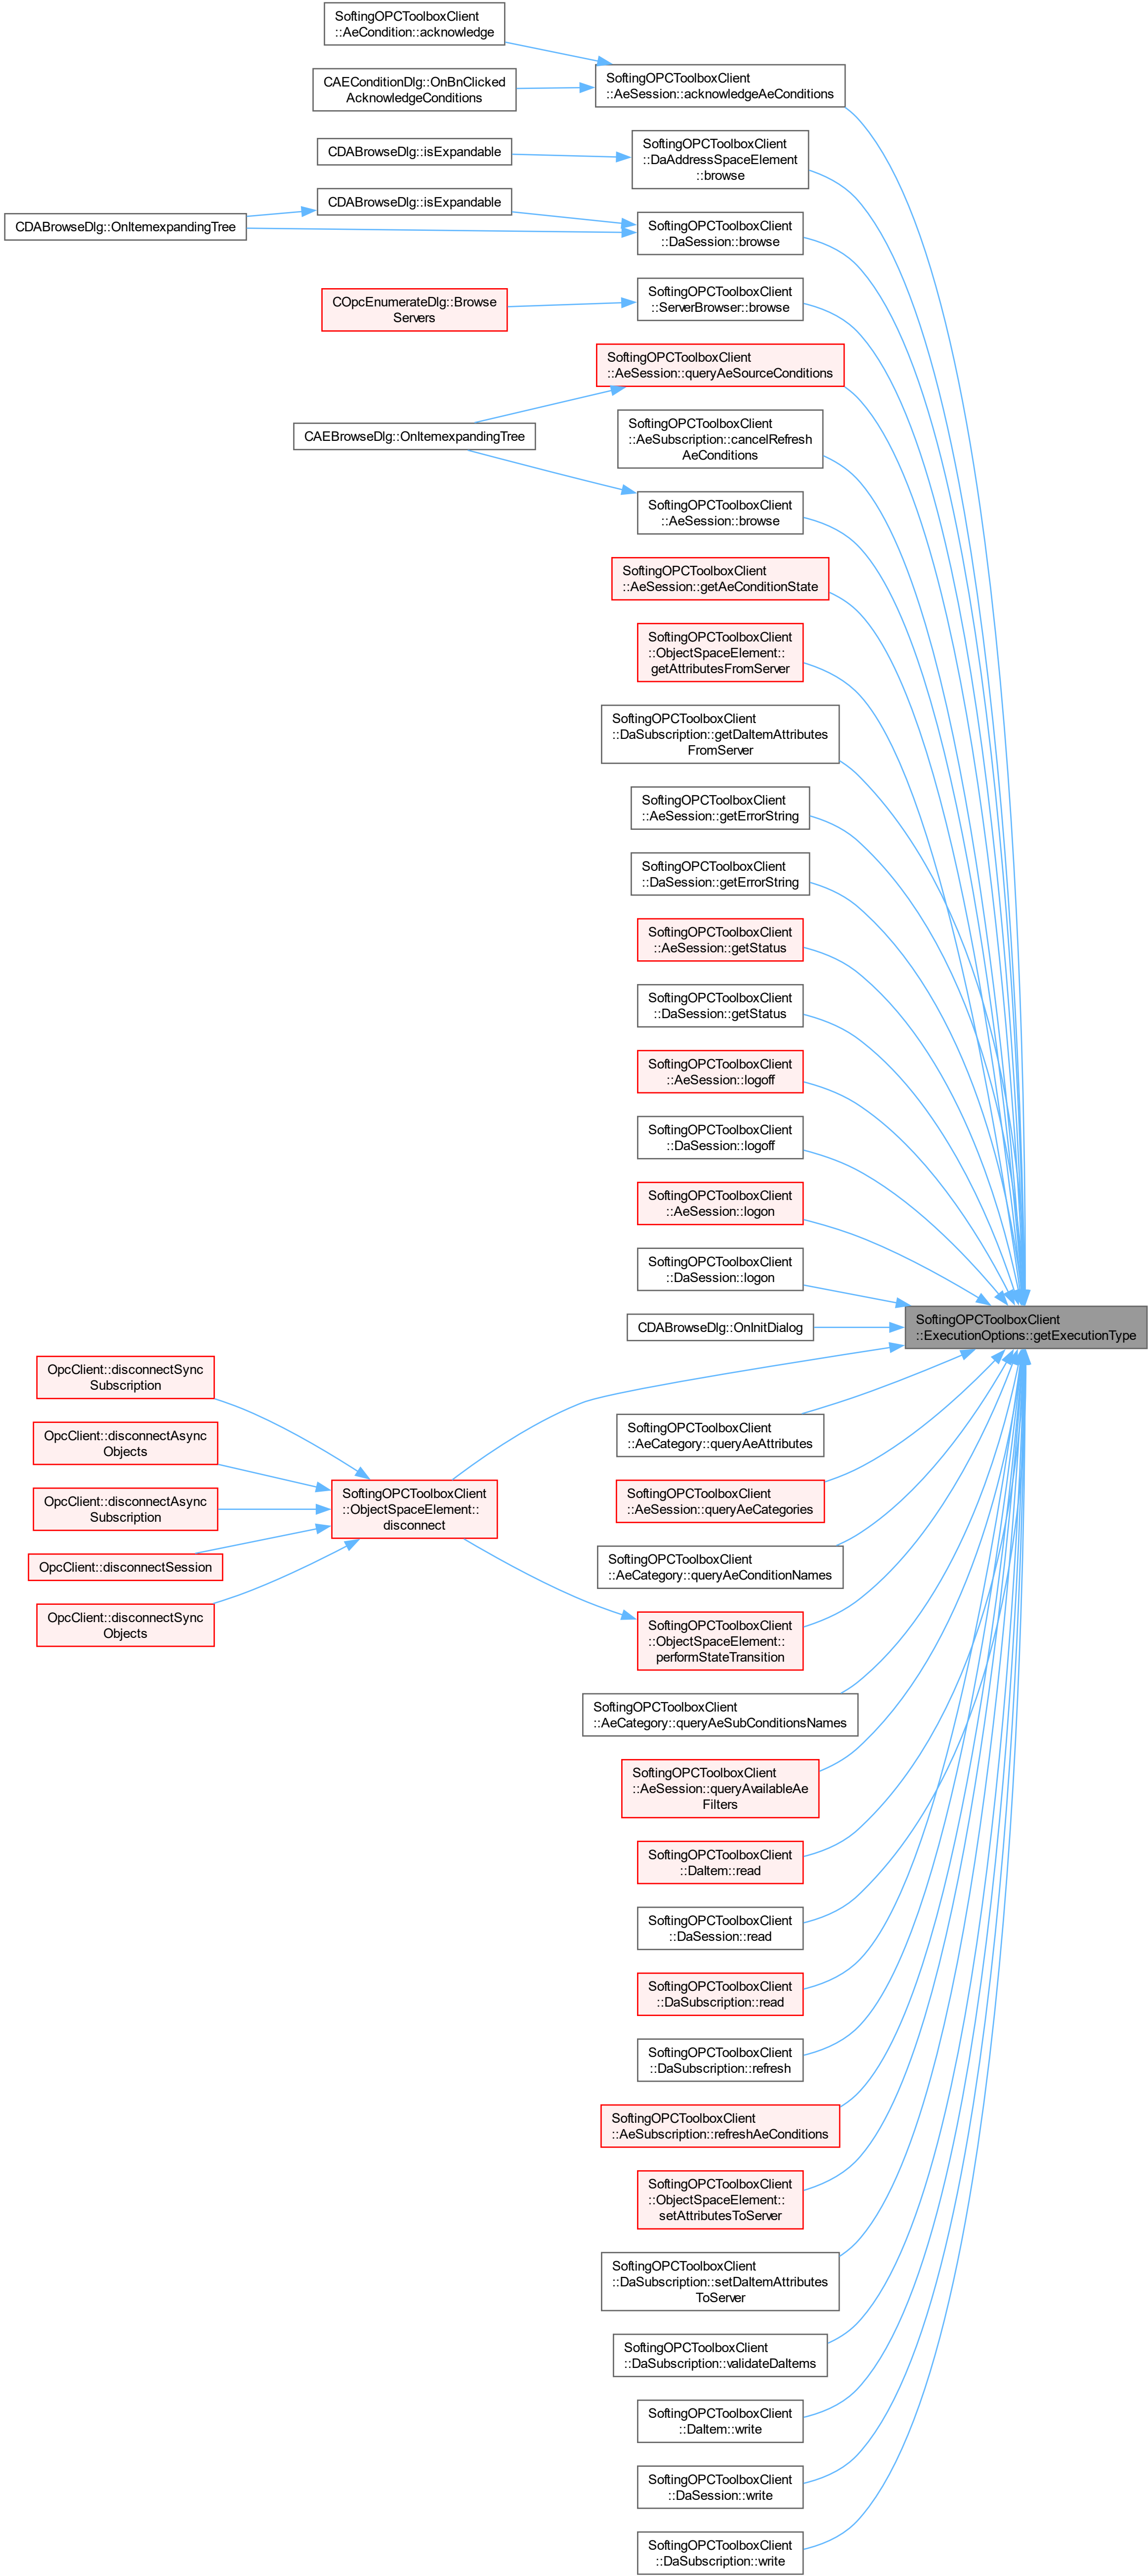 SoftingOPCToolboxClient
::AeCondition::acknowledge
SoftingOPCToolboxClient
::AeSession::acknowledgeAeConditions
CAEConditionDlg::OnBnClicked
AcknowledgeConditions
CDABrowseDlg::isExpandable
SoftingOPCToolboxClient
::DaAddressSpaceElement
::browse
CDABrowseDlg::isExpandable
CDABrowseDlg::OnItemexpandingTree
SoftingOPCToolboxClient
::DaSession::browse
COpcEnumerateDlg::Browse
Servers
SoftingOPCToolboxClient
::ServerBrowser::browse
SoftingOPCToolboxClient
::AeSession::queryAeSourceConditions
CAEBrowseDlg::OnItemexpandingTree
SoftingOPCToolboxClient
::AeSubscription::cancelRefresh
AeConditions
SoftingOPCToolboxClient
::AeSession::browse
SoftingOPCToolboxClient
::AeSession::getAeConditionState
SoftingOPCToolboxClient
::ObjectSpaceElement::
getAttributesFromServer
SoftingOPCToolboxClient
::DaSubscription::getDaItemAttributes
FromServer
SoftingOPCToolboxClient
::AeSession::getErrorString
SoftingOPCToolboxClient
::DaSession::getErrorString
SoftingOPCToolboxClient
::AeSession::getStatus
SoftingOPCToolboxClient
::DaSession::getStatus
SoftingOPCToolboxClient
::AeSession::logoff
SoftingOPCToolboxClient
::DaSession::logoff
SoftingOPCToolboxClient
::AeSession::logon
SoftingOPCToolboxClient
::DaSession::logon
CDABrowseDlg::OnInitDialog
SoftingOPCToolboxClient
::ExecutionOptions::getExecutionType
OpcClient::disconnectSync
Subscription
OpcClient::disconnectAsync
Objects
OpcClient::disconnectAsync
Subscription
OpcClient::disconnectSession
OpcClient::disconnectSync
Objects
SoftingOPCToolboxClient
::ObjectSpaceElement::
disconnect
SoftingOPCToolboxClient
::AeCategory::queryAeAttributes
SoftingOPCToolboxClient
::AeSession::queryAeCategories
SoftingOPCToolboxClient
::AeCategory::queryAeConditionNames
SoftingOPCToolboxClient
::ObjectSpaceElement::
performStateTransition
SoftingOPCToolboxClient
::AeCategory::queryAeSubConditionsNames
SoftingOPCToolboxClient
::AeSession::queryAvailableAe
Filters
SoftingOPCToolboxClient
::DaItem::read
SoftingOPCToolboxClient
::DaSession::read
SoftingOPCToolboxClient
::DaSubscription::read
SoftingOPCToolboxClient
::DaSubscription::refresh
SoftingOPCToolboxClient
::AeSubscription::refreshAeConditions
SoftingOPCToolboxClient
::ObjectSpaceElement::
setAttributesToServer
SoftingOPCToolboxClient
::DaSubscription::setDaItemAttributes
ToServer
SoftingOPCToolboxClient
::DaSubscription::validateDaItems
SoftingOPCToolboxClient
::DaItem::write
SoftingOPCToolboxClient
::DaSession::write
SoftingOPCToolboxClient
::DaSubscription::write